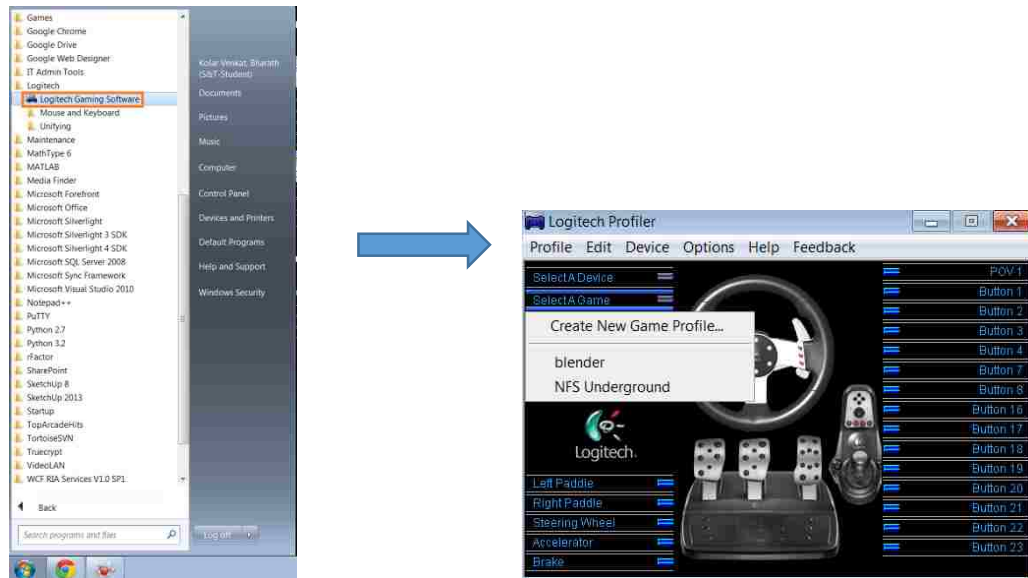 Games
Google Chrome
Google Drive
Google Web Designer
IT Admin Tools
Logitech
Logitech Gaming Software
Mouse and Keyboard
Unifying
Maintenance
MathType 6
MATLAB
Media Finder
Microsoft Forefront
Microsoft Office
Microsoft Silverlight
Microsoft Silverlight 3 SDK
Microsoft Silverlight 4 SDK
Microsoft SQL Server 2008
Microsoft Sync Framework
Microsoft Visual Studio 2010
Notepad++
PuTTY
Python 2.7
Python 3.2
rFactor
SharePoint
SketchUp 8
SketchUp 2013
Startup
TopArcadeHits
TortoiseSVN
Truecrypt
VideoLAN
WCF RIA Services V1.0 SP1
Back
Search programs and files
Kolar Venkat, Bharath
(S&T-Student)
Documents
Pictures
Music
Computer
Control Panel
Devices and Printers
Default Programs
Help and Support
Windows Security
Log off
Logitech Profiler
Profile Edit Device Options Help Feedback
Select A Device
Select A Game
Create New Game Profile...
blender
NFS Underground
Logitech
Left Paddle
Right Paddle
Steering Wheel
Accelerator
Brake
POV 1
Button 1
Button 2
Button 3
Button 4
Button 7
Button 8
Button 16
Button 17
Button 18
Button 19
Button 20
Button 21
Button 22
Button 23